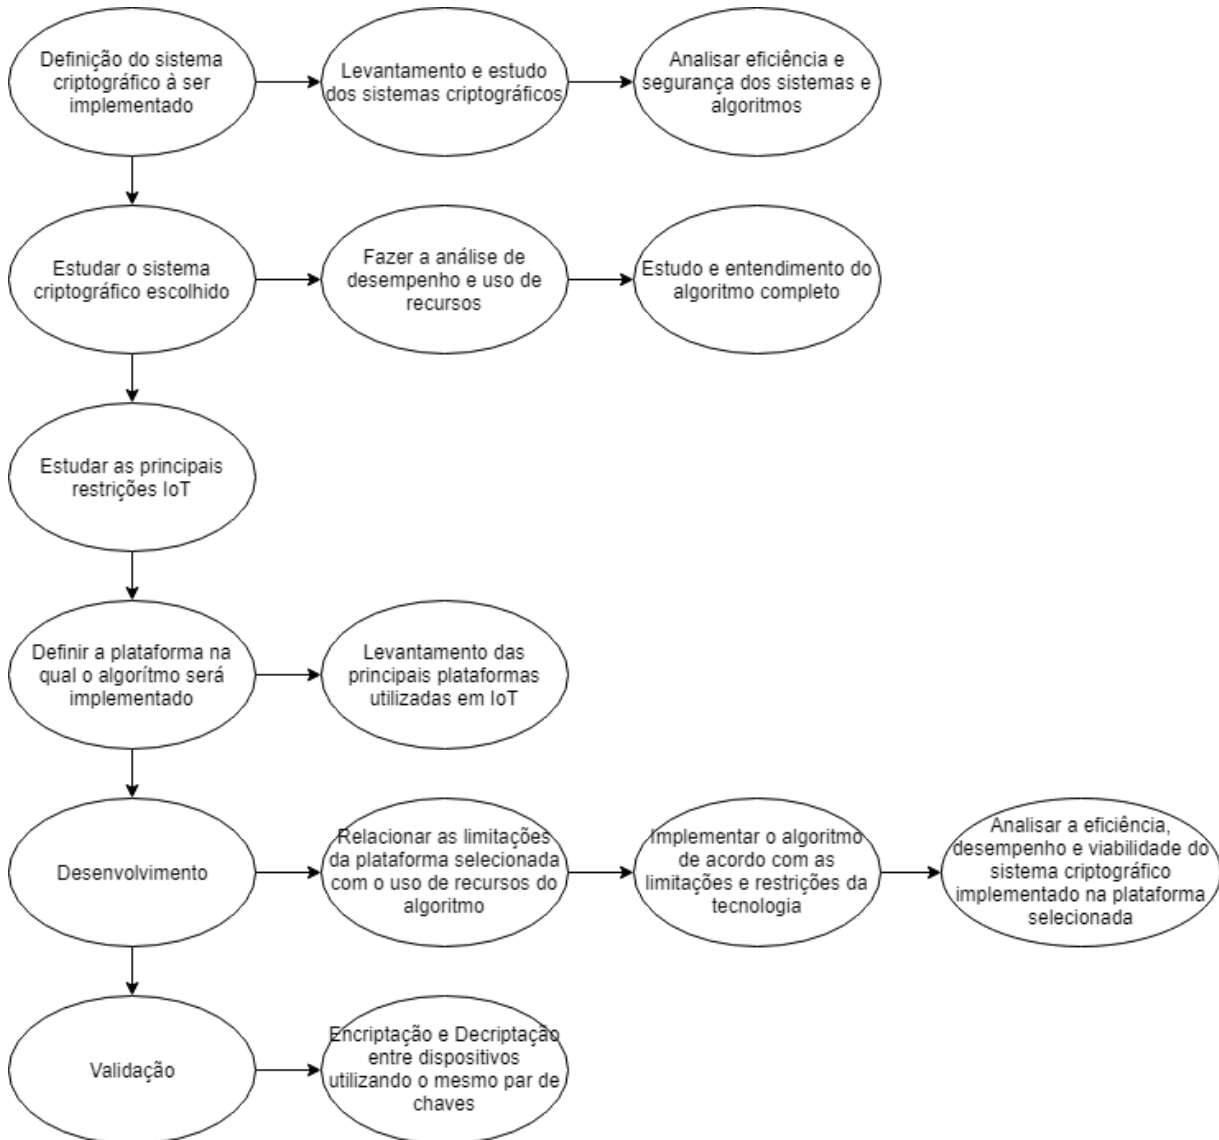 Definição do sistema
criptográfico à ser
implementado
Levantamento e estudo
dos sistemas criptográficos
Analisar eficiência e
segurança dos sistemas e
algoritmos
Estudar o sistema
criptográfico escolhido
Fazer a análise de
desempenho e uso de
recursos
Estudo e entendimento do
algoritmo completo
Estudar as principais
restrições IoT
Definir a plataforma na
qual o algorítmo será
implementado
Levantamento das
principais plataformas
utilizadas em IoT
Desenvolvimento
Relacionar as limitações
da plataforma selecionada
com o uso de recursos do
algoritmo
Implementar o algoritmo
de acordo com as
limitações e restrições da
tecnologia
Analisar a eficiência,
desempenho e viabilidade do
sistema criptográfico
implementado na plataforma
selecionada
Validação
Encriptação e Decriptação
entre dispositivos
utilizando o mesmo par de
chaves